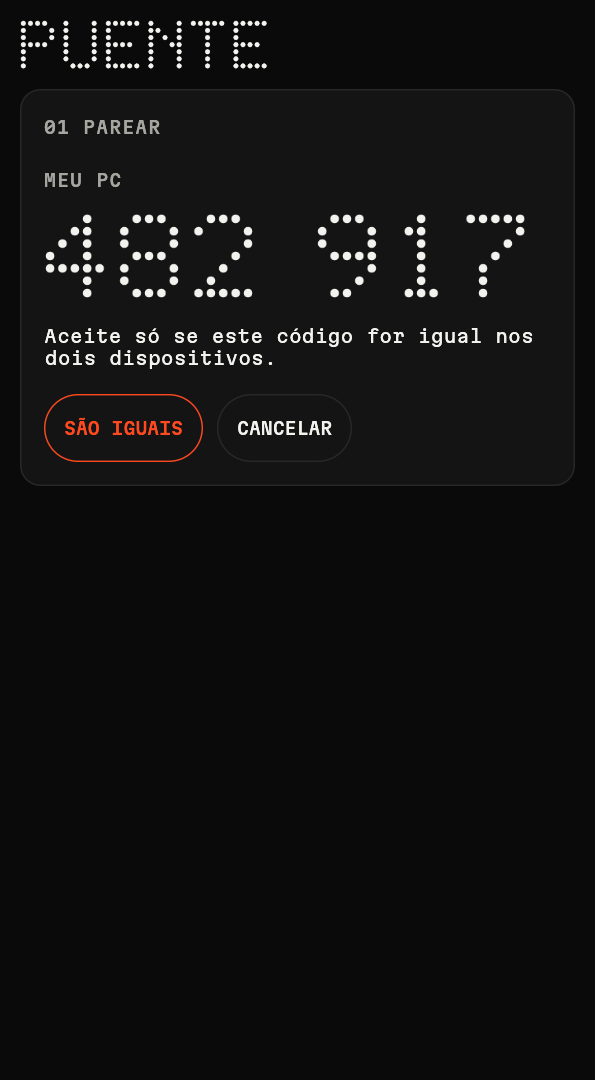 PUENTE
01 PAREAR
MEU PC
482 917
Aceite só se este código for igual nos
dois dispositivos.
SÃO IGUAIS
CANCELAR